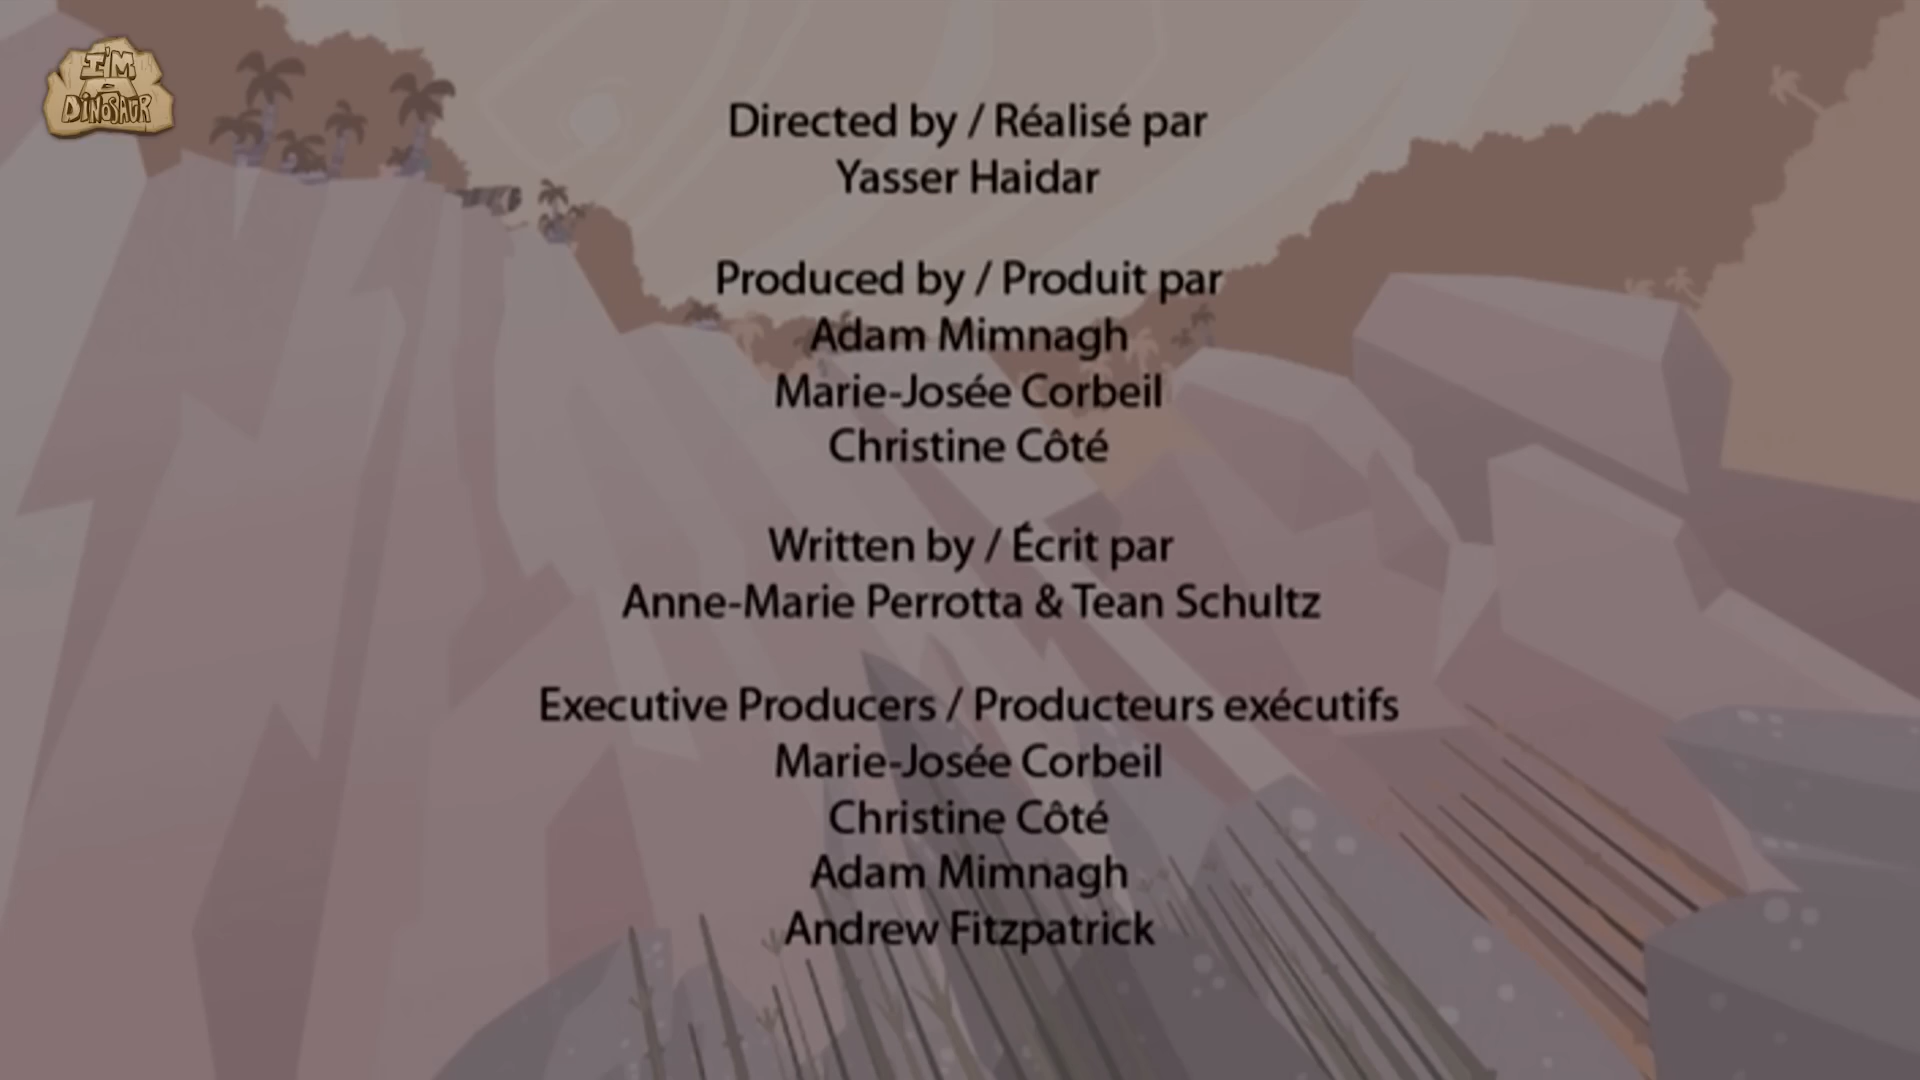 I'M
A
DINOSAUR
Directed by / Réalisé par
Yasser Haidar
Produced by / Produit par
Adam Mimnagh
Marie-Josée Corbeil
Christine Côté
Written by / Écrit par
Anne-Marie Perrotta & Tean Schultz
Executive Producers / Producteurs exécutifs
Marie-Josée Corbeil
Christine Côté
Adam Mimnagh
Andrew Fitzpatrick